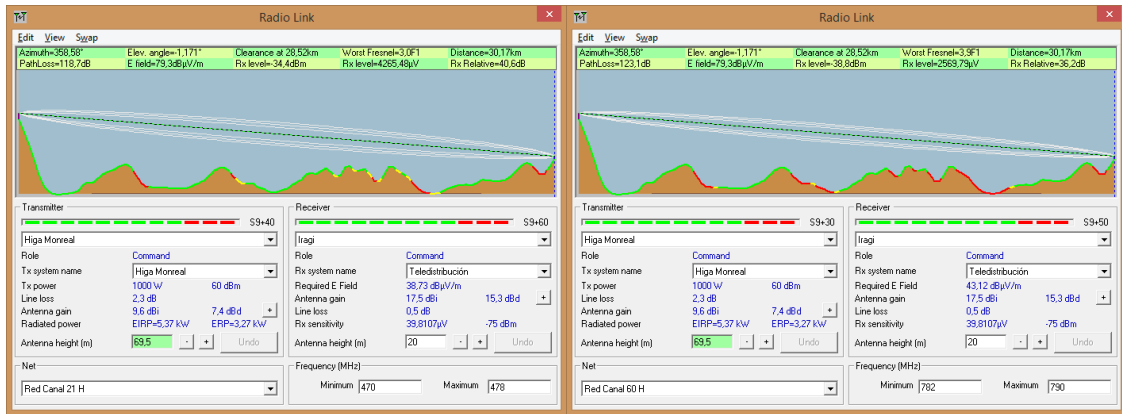 Radio Link
Edit View Swap
Azimuth=358,58° Elev. angle=-1,171° Clearance at 28,52km Worst Fresnel=3,0F1 Distance=30,17km
PathLoss=118,7dB E field=79,3dBµV/m Rx level=-34,4dBm Rx level=4265,48µV Rx Relative=40,6dB
Transmitter
S9+40
Higa Monreal
Role Command
Tx system name Higa Monreal
Tx power 1000 W 60 dBm
Line loss 2,3 dB
Antenna gain 9,6 dBi 7,4 dBd +
Radiated power EIRP=5,37 kW ERP=3,27 kW
Antenna height (m) 69,5 - + Undo
Receiver
S9+60
Iragi
Role Command
Rx system name Teledistribución
Required E Field 38,73 dBµV/m
Antenna gain 17,5 dBi 15,3 dBd +
Line loss 0,5 dB
Rx sensitivity 39,8107µV -75 dBm
Antenna height (m) 20 - + Undo
Net
Red Canal 21 H
Frequency (MHz)
Minimum 470 Maximum 478
Radio Link
Edit View Swap
Azimuth=358,58° Elev. angle=-1,171° Clearance at 28,52km Worst Fresnel=3,9F1 Distance=30,17km
PathLoss=123,1dB E field=79,3dBµV/m Rx level=-38,8dBm Rx level=2569,79µV Rx Relative=36,2dB
Transmitter
S9+30
Higa Monreal
Role Command
Tx system name Higa Monreal
Tx power 1000 W 60 dBm
Line loss 2,3 dB
Antenna gain 9,6 dBi 7,4 dBd +
Radiated power EIRP=5,37 kW ERP=3,27 kW
Antenna height (m) 69,5 - + Undo
Receiver
S9+50
Iragi
Role Command
Rx system name Teledistribución
Required E Field 43,12 dBµV/m
Antenna gain 17,5 dBi 15,3 dBd +
Line loss 0,5 dB
Rx sensitivity 39,8107µV -75 dBm
Antenna height (m) 20 - + Undo
Net
Red Canal 60 H
Frequency (MHz)
Minimum 782 Maximum 790